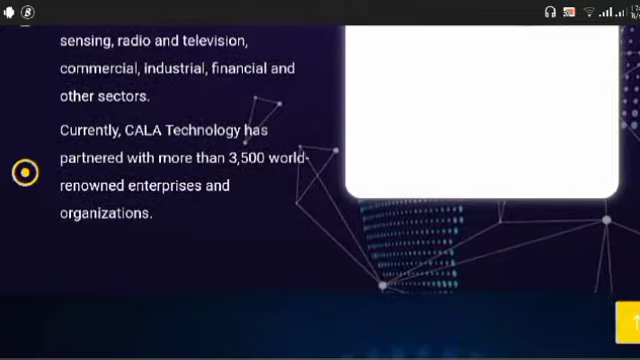 sensing, radio and television,
commercial, industrial, financial and
other sectors.
Currently, CALA Technology has
partnered with more than 3,500 world-
renowned enterprises and
organizations.